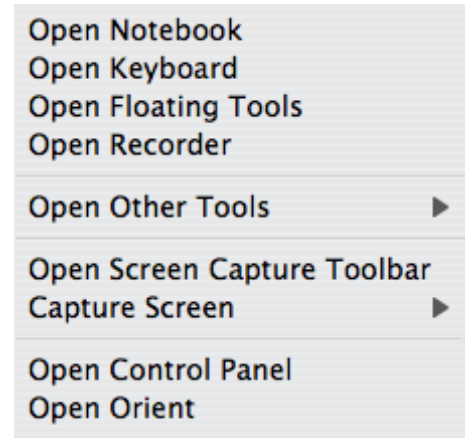 Open Notebook
Open Keyboard
Open Floating Tools
Open Recorder
Open Other Tools
Open Screen Capture Toolbar
Capture Screen
Open Control Panel
Open Orient